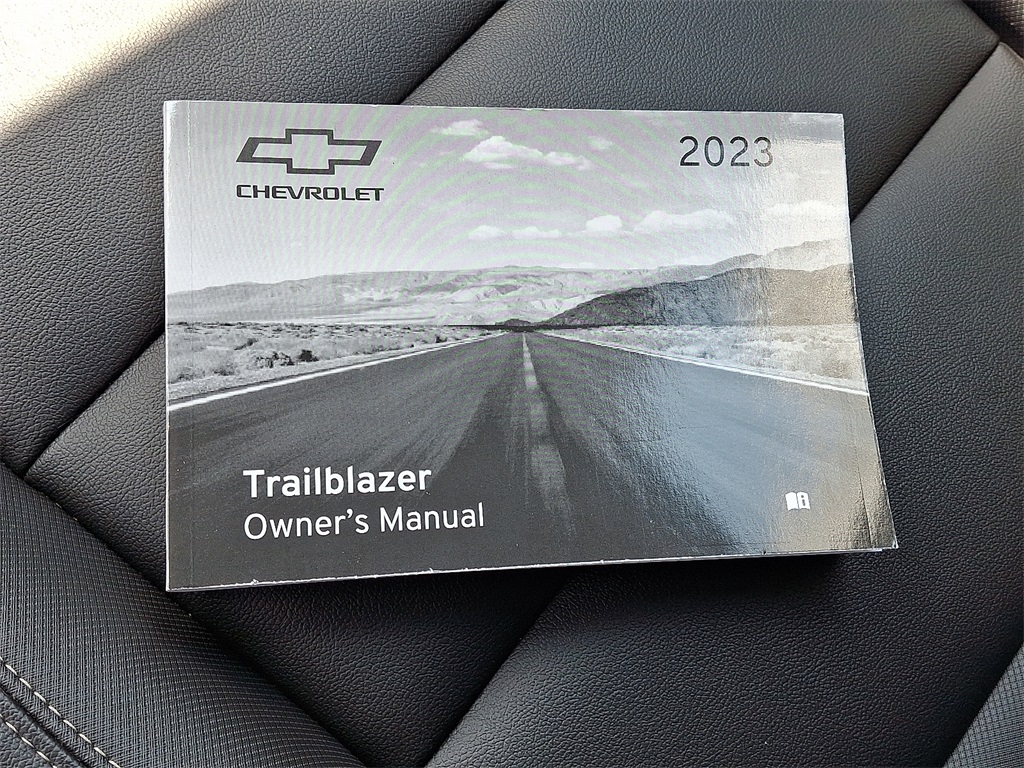 CHEVROLET
2023
Trailblazer
Owner's Manual